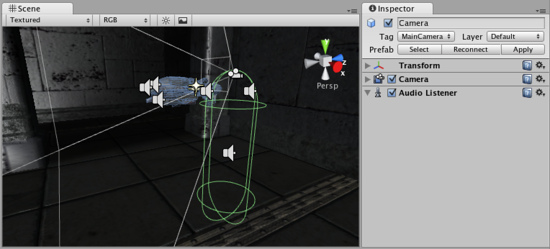 Scene
Textured
RGB
y
x
z
Persp
Inspector
Camera
Tag MainCamera Layer Default
Prefab Select Reconnect Apply
Transform
Camera
Audio Listener